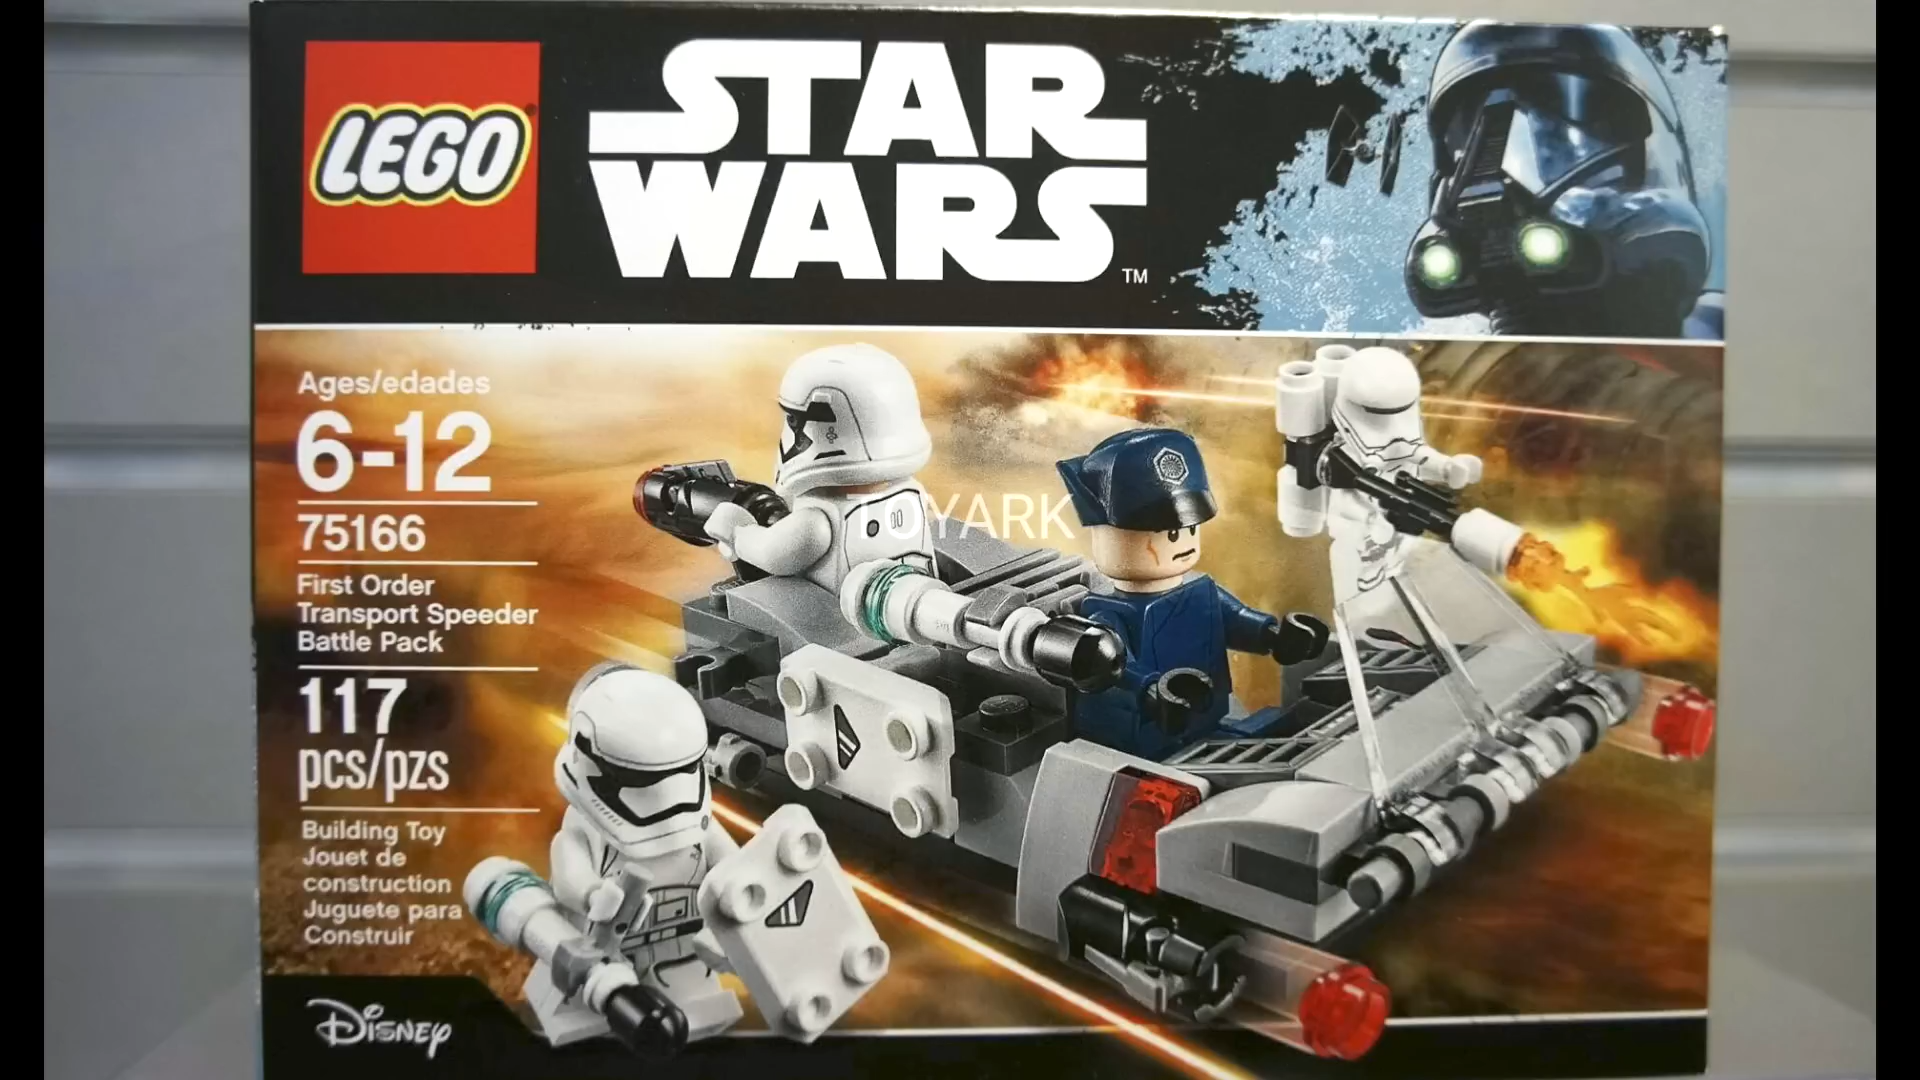 LEGO
STAR
WARS
TM
Ages/edades
6-12
75166
First Order
Transport Speeder
Battle Pack
117
pcs/pzs
Building Toy
Jouet de
construction
Juguete para
Construir
TOYARK
Disney